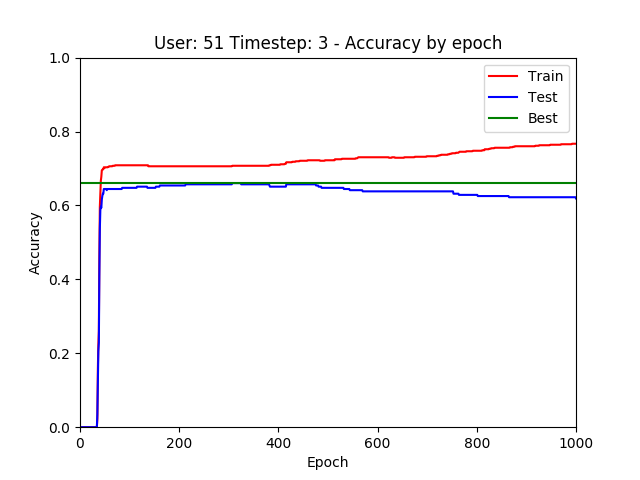 User: 51 Timestep: 3 - Accuracy by epoch
1.0
0.8
0.6
0.4
0.2
0.0
Accuracy
Train
Test
Best
0 200 400 600 800 1000
Epoch